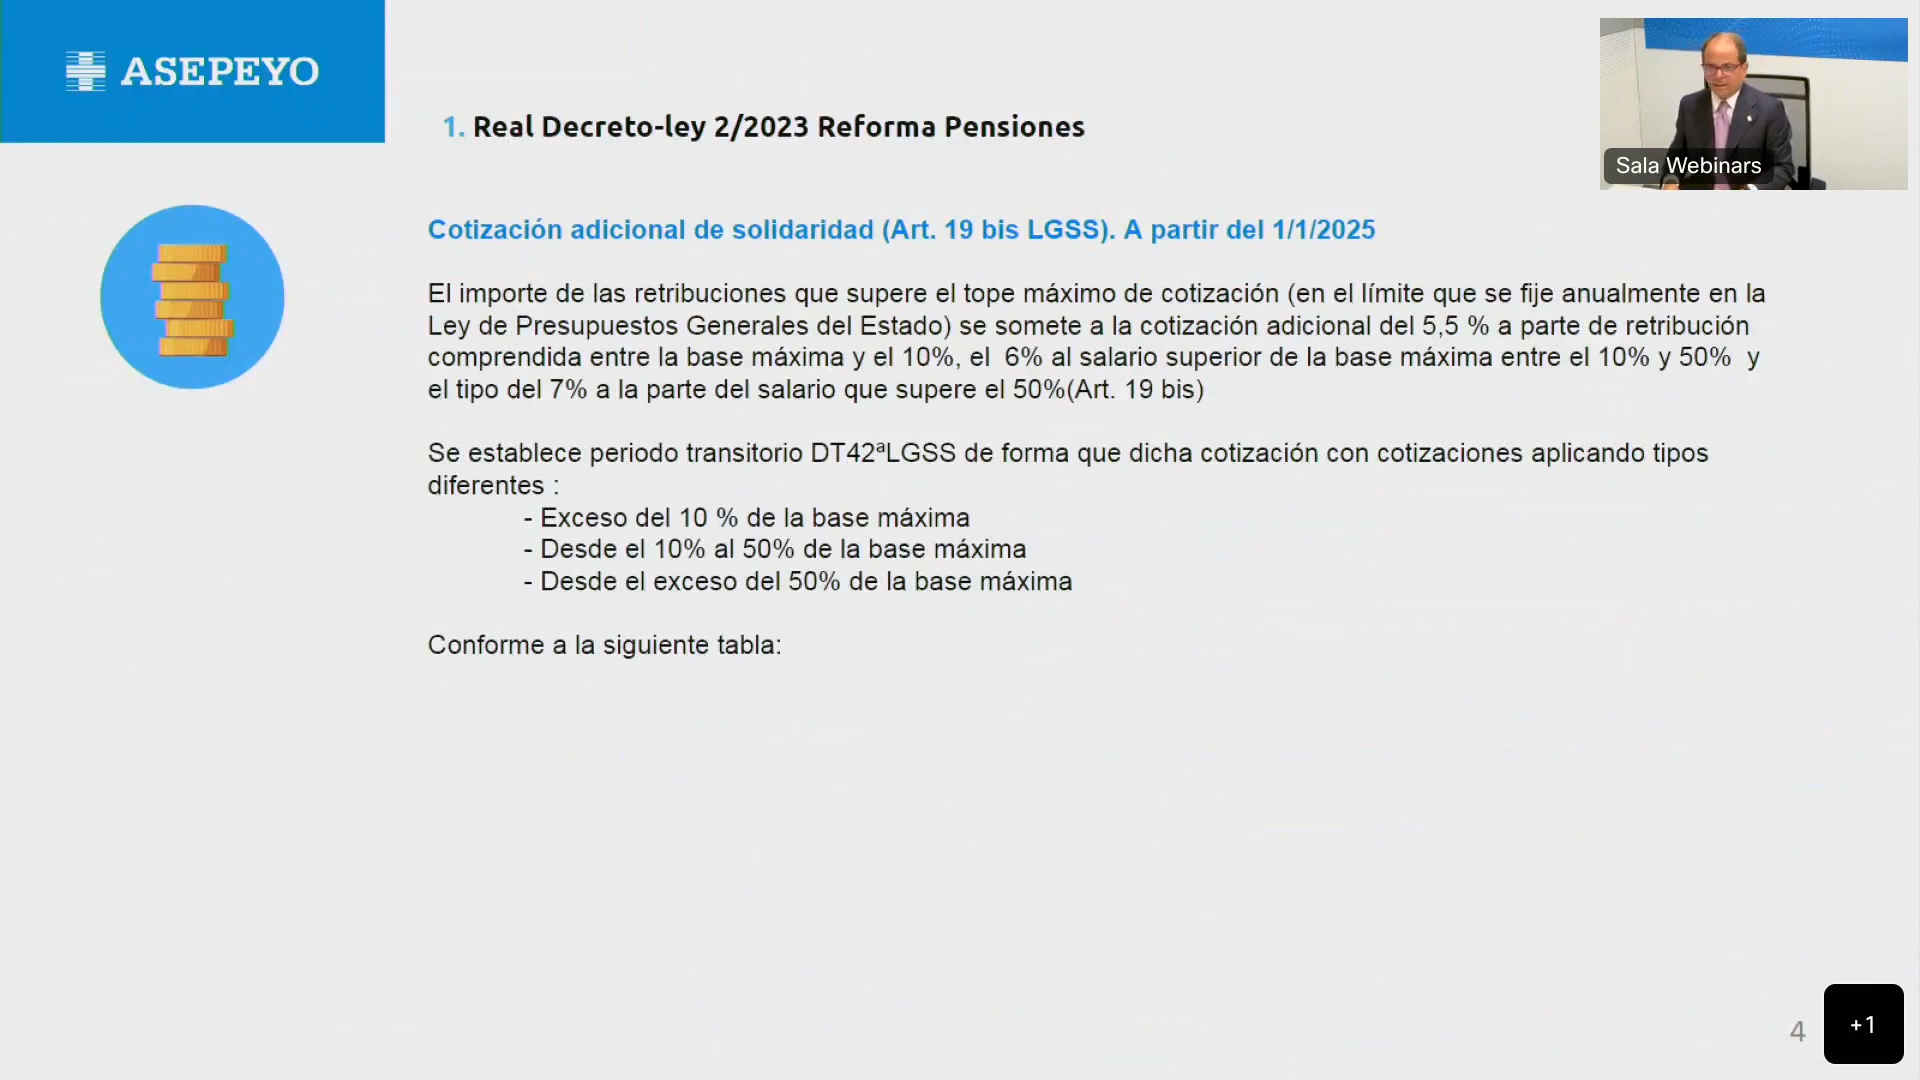 ASEPEYO
1. Real Decreto-ley 2/2023 Reforma Pensiones
Sala Webinars
Cotización adicional de solidaridad (Art. 19 bis LGSS). A partir del 1/1/2025
El importe de las retribuciones que supere el tope máximo de cotización (en el límite que se fije anualmente en la
Ley de Presupuestos Generales del Estado) se somete a la cotización adicional del 5,5 % a parte de retribución
comprendida entre la base máxima y el 10%, el  6% al salario superior de la base máxima entre el 10% y 50%  y
el tipo del 7% a la parte del salario que supere el 50%(Art. 19 bis)
Se establece periodo transitorio DT42ªLGSS de forma que dicha cotización con cotizaciones aplicando tipos
diferentes :
- Exceso del 10 % de la base máxima
- Desde el 10% al 50% de la base máxima
- Desde el exceso del 50% de la base máxima
Conforme a la siguiente tabla:
4
+1